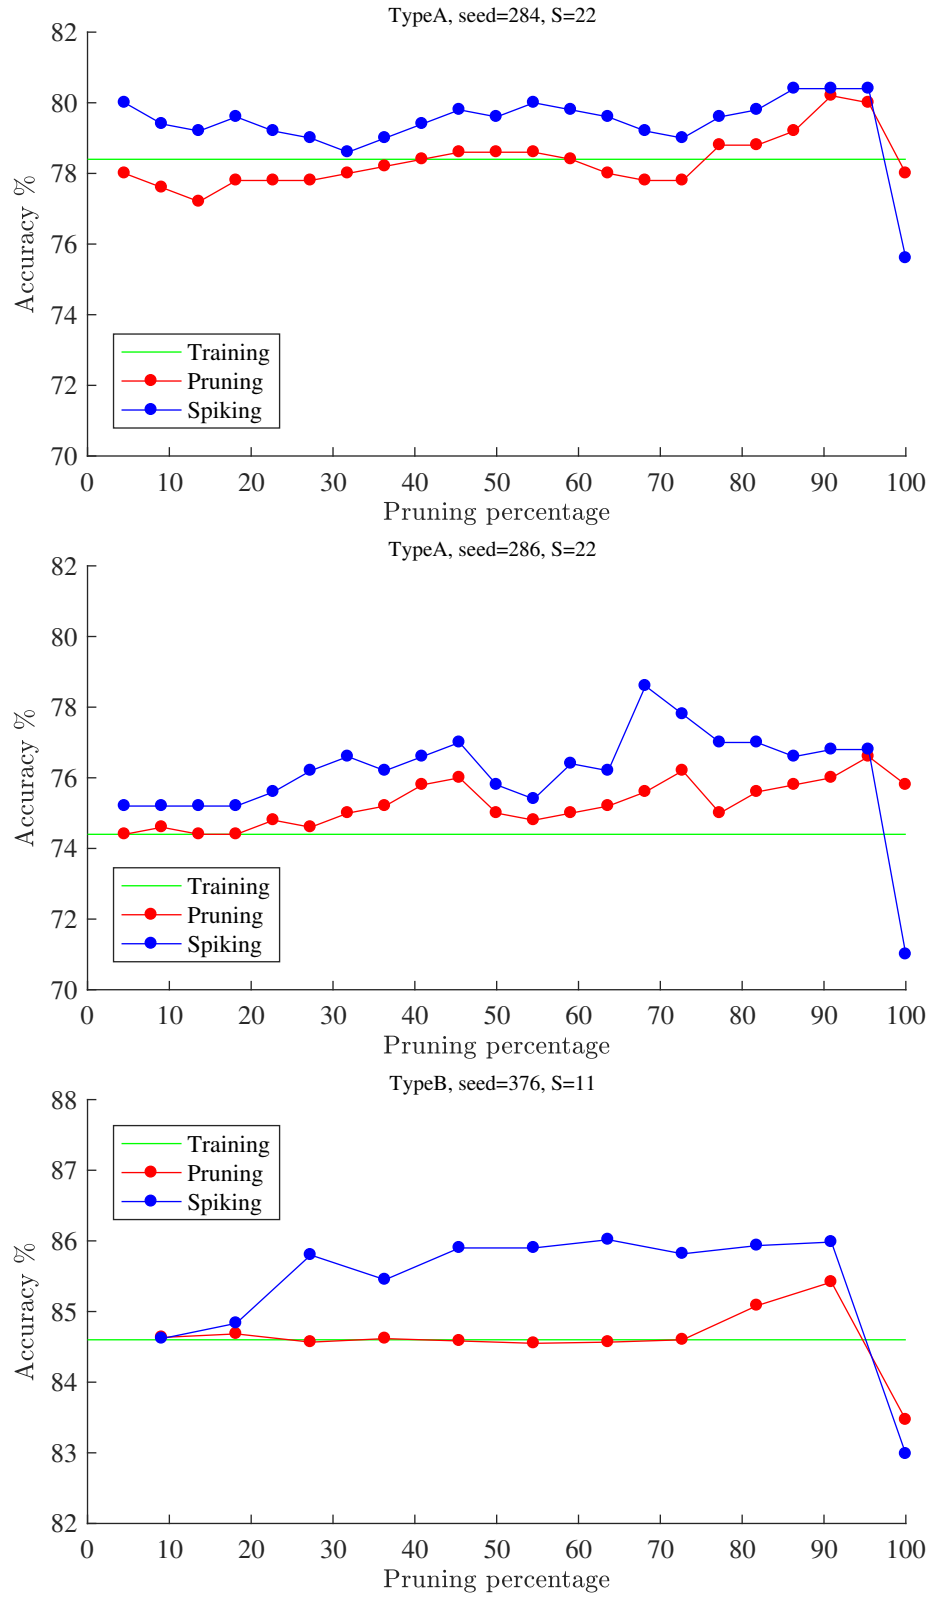 TypeA, seed=284, S=22
82
80
78
76
74
72
70
Accuracy %
Training
Pruning
Spiking
0 10 20 30 40 50 60 70 80 90 100
Pruning percentage
TypeA, seed=286, S=22
82
80
78
76
74
72
70
Accuracy %
Training
Pruning
Spiking
0 10 20 30 40 50 60 70 80 90 100
Pruning percentage
TypeB, seed=376, S=11
88
87
86
85
84
83
82
Accuracy %
Training
Pruning
Spiking
0 10 20 30 40 50 60 70 80 90 100
Pruning percentage